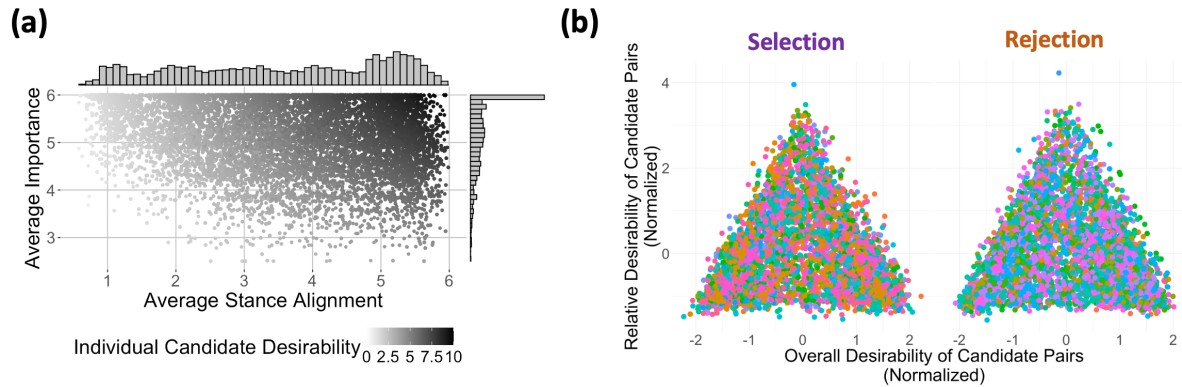 (a)
Average Importance
6
5
4
3
1 2 3 4 5 6
Average Stance Alignment
Individual Candidate Desirability
0 2.5 5 7.5 10
(b)
Selection
Rejection
Relative Desirability of Candidate Pairs
(Normalized)
4
2
0
-2 -1 0 1 2
-2 -1 0 1 2
Overall Desirability of Candidate Pairs
(Normalized)